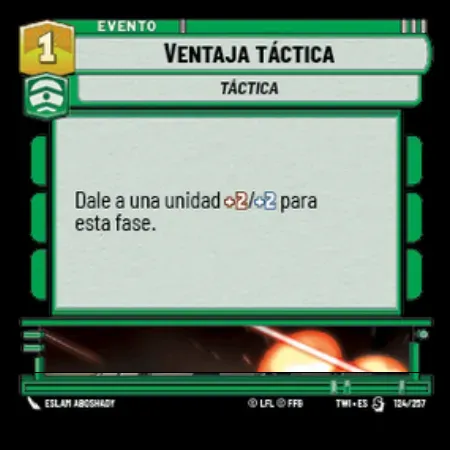 EVENTO
1
VENTAJA TÁCTICA
TÁCTICA
Dale a una unidad +2/+2 para
esta fase.
ESLAM ABOSHADY
Ⓛ LFL Ⓒ FFG
TWI • ES 124/257